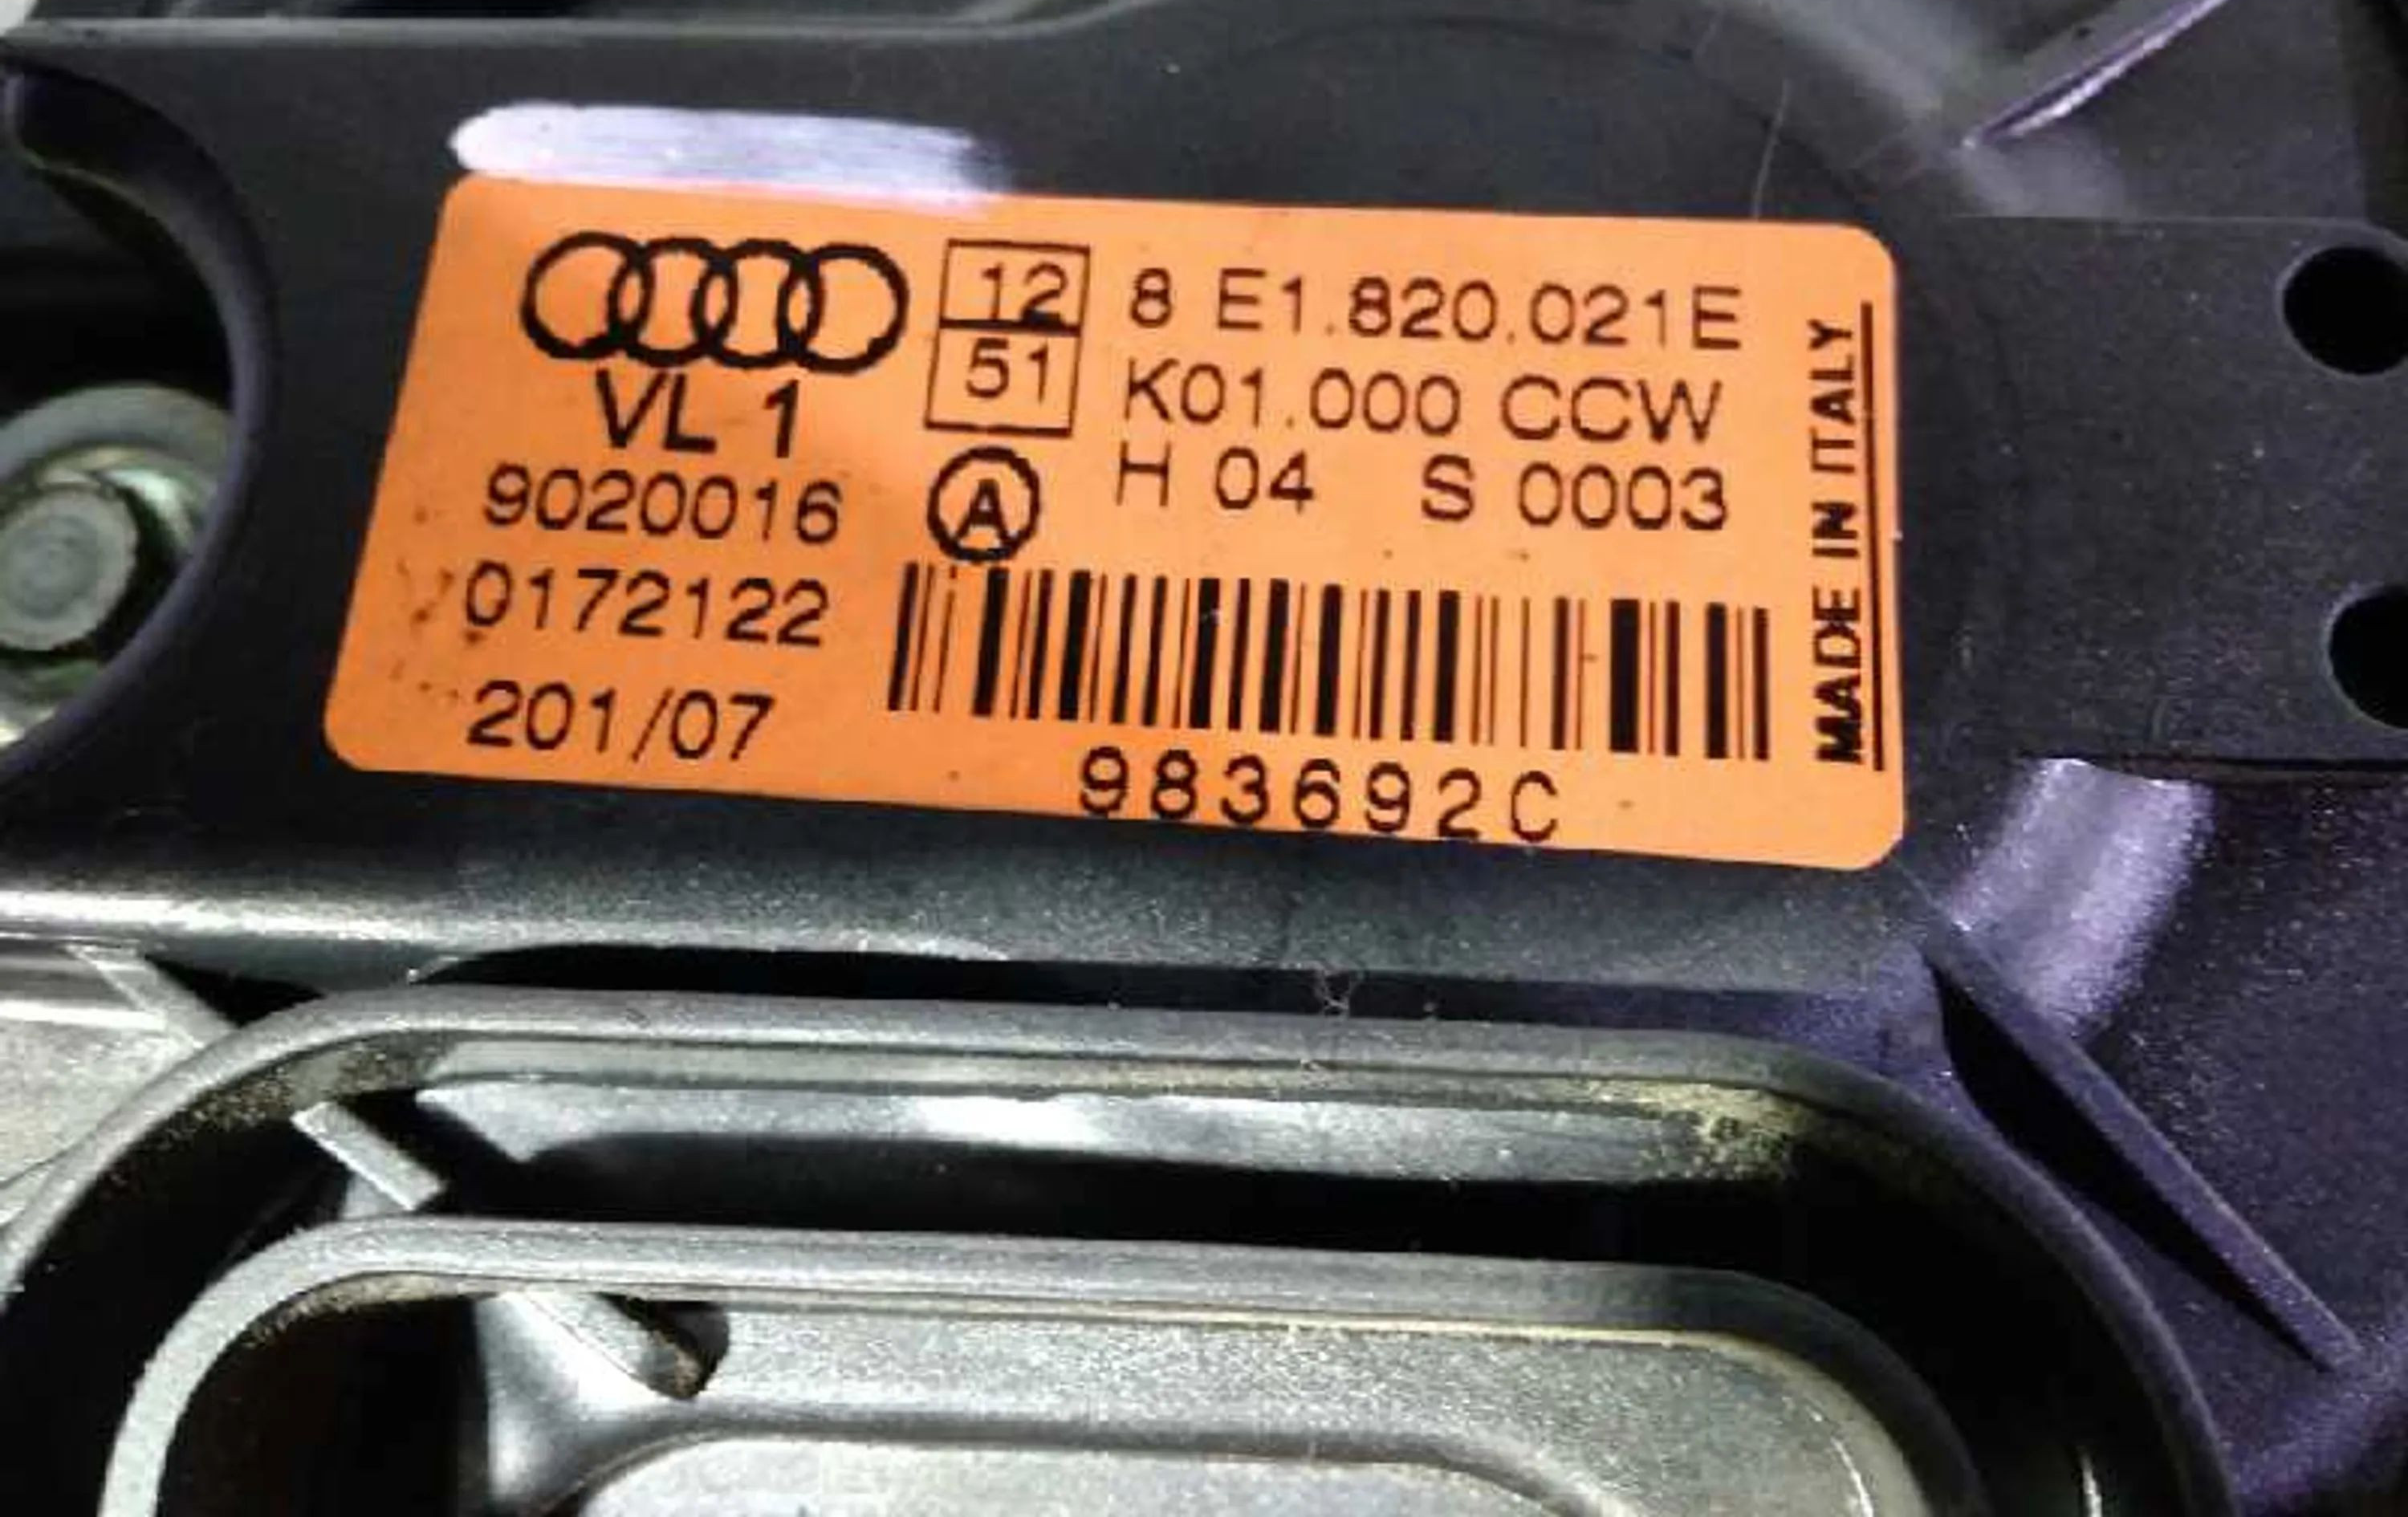 VL 1
9020016
0172122
201/07
12
51
A
8 E1.820.021E
K01.000 CCW
H 04 S 0003
983692C
MADE IN ITALY